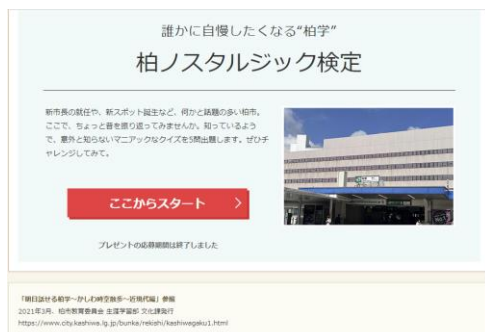 誰かに自慢したくなる“柏学”
柏ノスタルジック検定
新市長の就任や、新スポット誕生など、何かと話題の多い柏市。
ここで、ちょっと昔を振り返ってみませんか。知っているよう
で、意外と知らないマニアックなクイズを5問出題します。ぜひチ
ャレンジしてみて。
ここからスタート
プレゼントの応募期間は終了しました
「明日話せる柏学～かしわ時空散歩～近現代編」参照
2021年3月、柏市教育委員会 生涯学習部 文化課発行
https://www.city.kashiwa.lg.jp/bunka/rekishi/kashiwagaku1.html